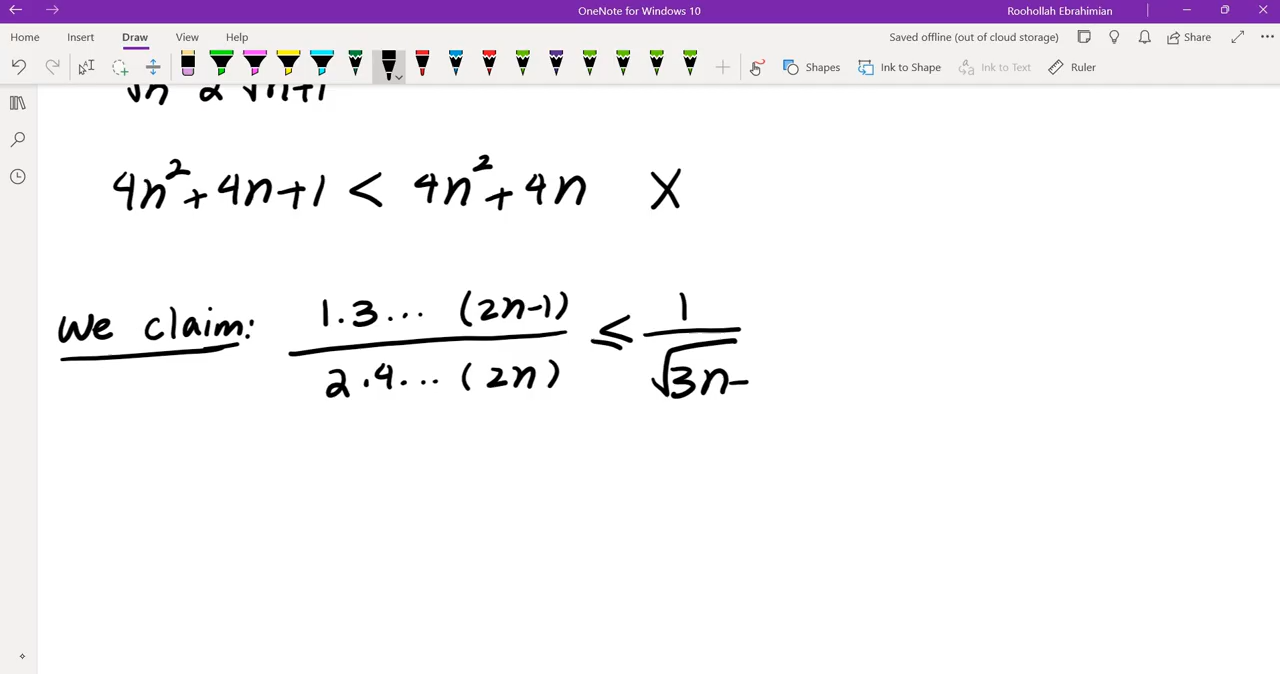 OneNote for Windows 10
Roohollah Ebrahimian
Home Insert Draw View Help
Saved offline (out of cloud storage) Share
Shapes Ink to Shape Ink to Text Ruler
√n 2 √n+1
4n²+4n+1 < 4n²+4n X
We claim: 1.3... (2n-1) / 2.4... (2n) ≤ 1 / √3n-